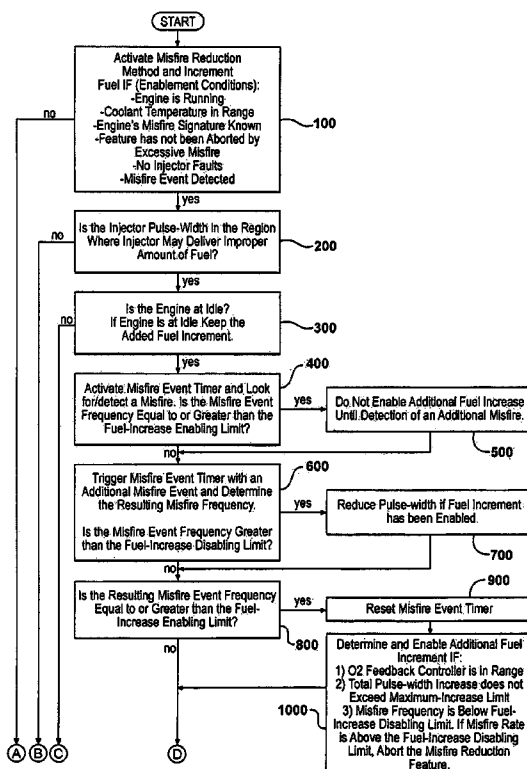 START
Activate Misfire Reduction
Method and Increment
Fuel IF (Enablement Conditions):
-Engine is Running
-Coolant Temperature in Range
-Engine's Misfire Signature Known
-Feature has not been Aborted by
Excessive Misfire
-No Injector Faults
-Misfire Event Detected
100
no
yes
Is the Injector Pulse-Width in the Region
Where Injector May Deliver Improper
Amount of Fuel?
200
no
yes
Is the Engine at Idle?
If Engine is at Idle Keep the
Added Fuel Increment.
300
no
yes
400
Activate Misfire Event Timer and Look
for/detect a Misfire. Is the Misfire Event
Frequency Equal to or Greater than the
Fuel-Increase Enabling Limit?
yes
Do Not Enable Additional Fuel Increase
Until Detection of an Additional Misfire.
500
no
600
Trigger Misfire Event Timer with an
Additional Misfire Event and Determine
the Resulting Misfire Frequency.
Is the Misfire Event Frequency Greater
than the Fuel-Increase Disabling Limit?
yes
Reduce Pulse-width if Fuel Increment
has been Enabled.
700
no
Is the Resulting Misfire Event Frequency
Equal to or Greater than the Fuel-
Increase Enabling Limit?
800
yes
900
Reset Misfire Event Timer
no
Determine and Enable Additional Fuel
Increment IF:
1) O2 Feedback Controller is in Range
2) Total Pulse-width Increase does not
Exceed Maximum-Increase Limit
3) Misfire Frequency is Below Fuel-
Increase Disabling Limit. If Misfire Rate
is Above the Fuel-Increase Disabling
Limit, Abort the Misfire Reduction
Feature.
1000
A
B
C
D